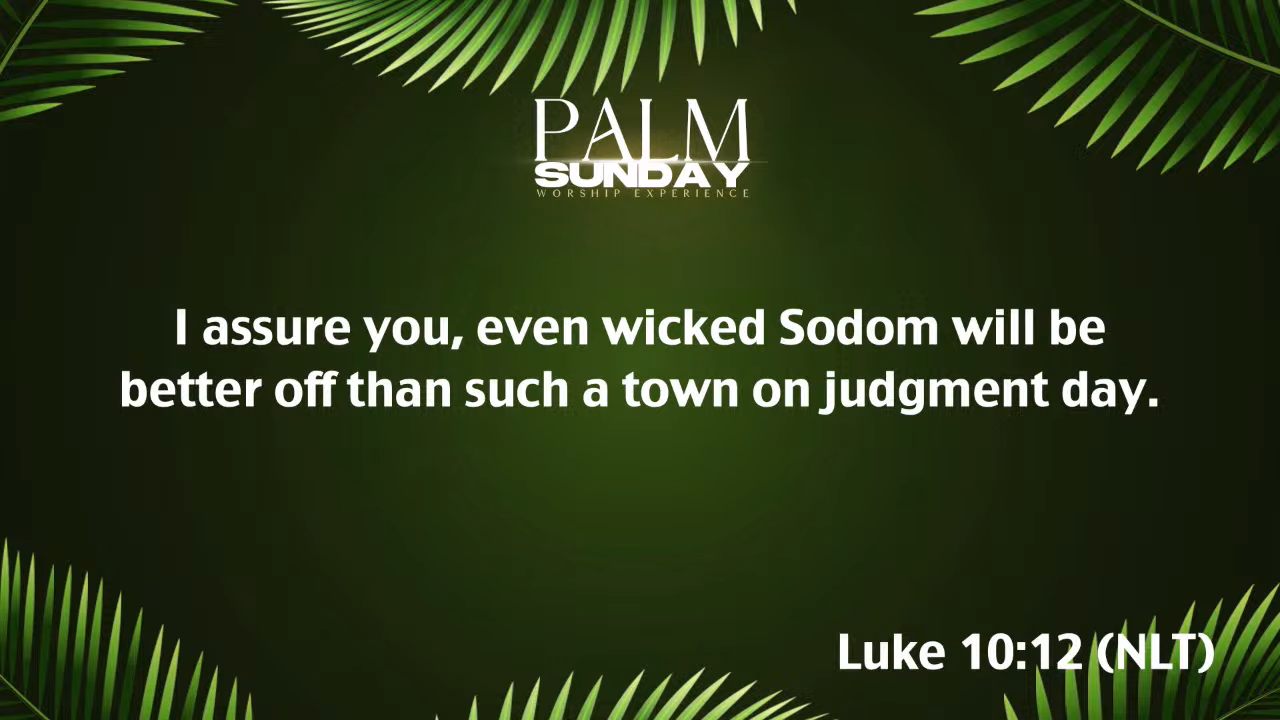 PALM
SUNDAY
WORSHIP EXPERIENCE
I assure you, even wicked Sodom will be
better off than such a town on judgment day.
Luke 10:12 (NLT)